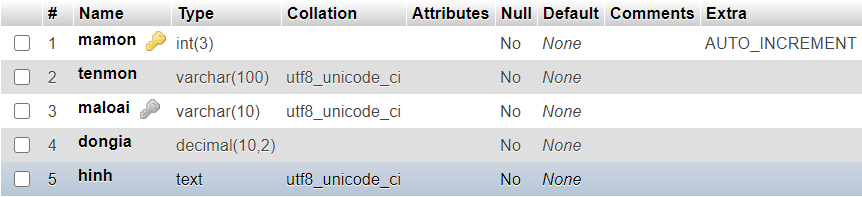 # Name Type Collation Attributes Null Default Comments Extra
1 mamon int(3) No None AUTO_INCREMENT
2 tenmon varchar(100) utf8_unicode_ci No None
3 maloai varchar(10) utf8_unicode_ci No None
4 dongia decimal(10,2) No None
5 hinh text utf8_unicode_ci No None